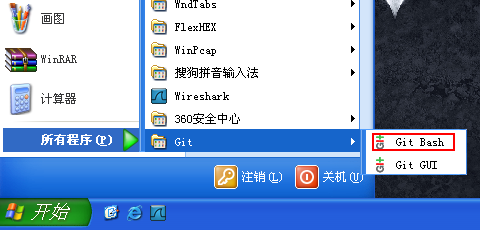 画图
WinRAR
计算器
所有程序(P)
WndTabs
FlexHEX
WinPcap
搜狗拼音输入法
Wireshark
360安全中心
Git
Git Bash
Git GUI
注销(L)
关机(U)
开始